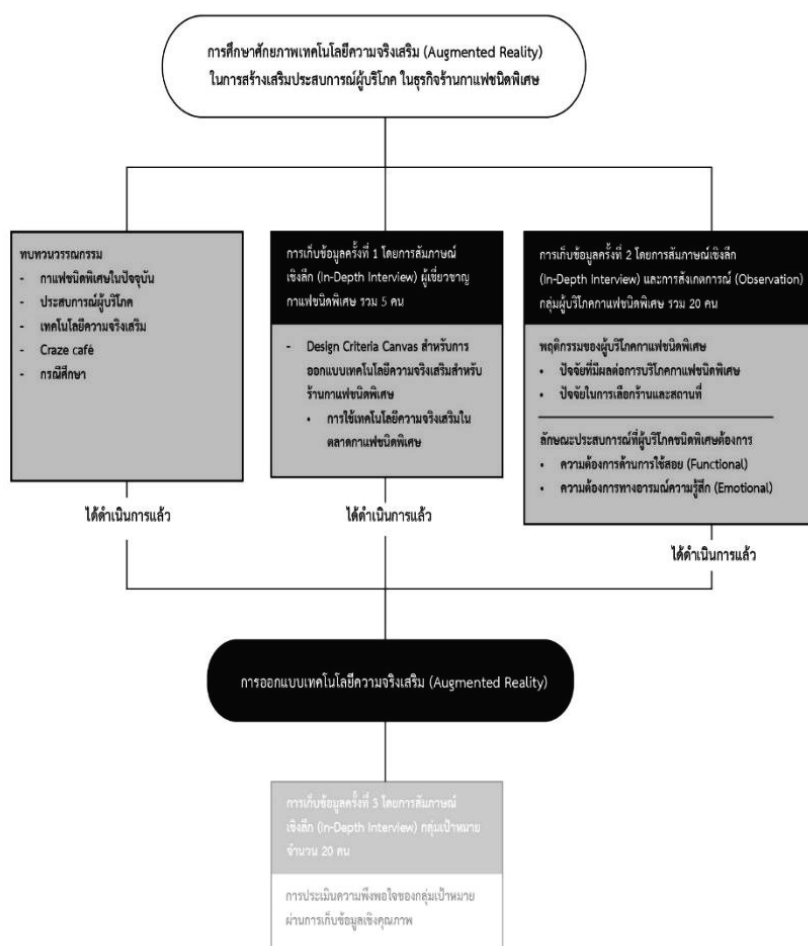 การศึกษาศักยภาพเทคโนโลยีความจริงเสริม (Augmented Reality)
ในการสร้างเสริมประสบการณ์ผู้บริโภค ในธุรกิจร้านกาแฟชนิดพิเศษ
ทบทวนวรรณกรรม
- กาแฟชนิดพิเศษในปัจจุบัน
- ประสบการณ์ผู้บริโภค
- เทคโนโลยีความจริงเสริม
- Craze café
- กรณีศึกษา
ได้ดำเนินการแล้ว
การเก็บข้อมูลครั้งที่ 1 โดยการสัมภาษณ์
เชิงลึก (In-Depth Interview) ผู้เชี่ยวชาญ
กาแฟชนิดพิเศษ รวม 5 คน
- Design Criteria Canvas สำหรับการ
ออกแบบเทคโนโลยีความจริงเสริมสำหรับ
ร้านกาแฟชนิดพิเศษ
• การใช้เทคโนโลยีความจริงเสริมใน
ตลาดกาแฟชนิดพิเศษ
ได้ดำเนินการแล้ว
การเก็บข้อมูลครั้งที่ 2 โดยการสัมภาษณ์เชิงลึก
(In-Depth Interview) และการสังเกตการณ์ (Observation)
กลุ่มผู้บริโภคกาแฟชนิดพิเศษ รวม 20 คน
พฤติกรรมของผู้บริโภคกาแฟชนิดพิเศษ
• ปัจจัยที่มีผลต่อการบริโภคกาแฟชนิดพิเศษ
• ปัจจัยในการเลือกร้านและสถานที่
ลักษณะประสบการณ์ที่ผู้บริโภคชนิดพิเศษต้องการ
• ความต้องการด้านการใช้สอย (Functional)
• ความต้องการทางอารมณ์ความรู้สึก (Emotional)
ได้ดำเนินการแล้ว
การออกแบบเทคโนโลยีความจริงเสริม (Augmented Reality)
การเก็บข้อมูลครั้งที่ 3 โดยการสัมภาษณ์
เชิงลึก (In-Depth Interview) กลุ่มเป้าหมาย
จำนวน 20 คน
การประเมินความพึงพอใจของกลุ่มเป้าหมาย
ผ่านการเก็บข้อมูลเชิงคุณภาพ